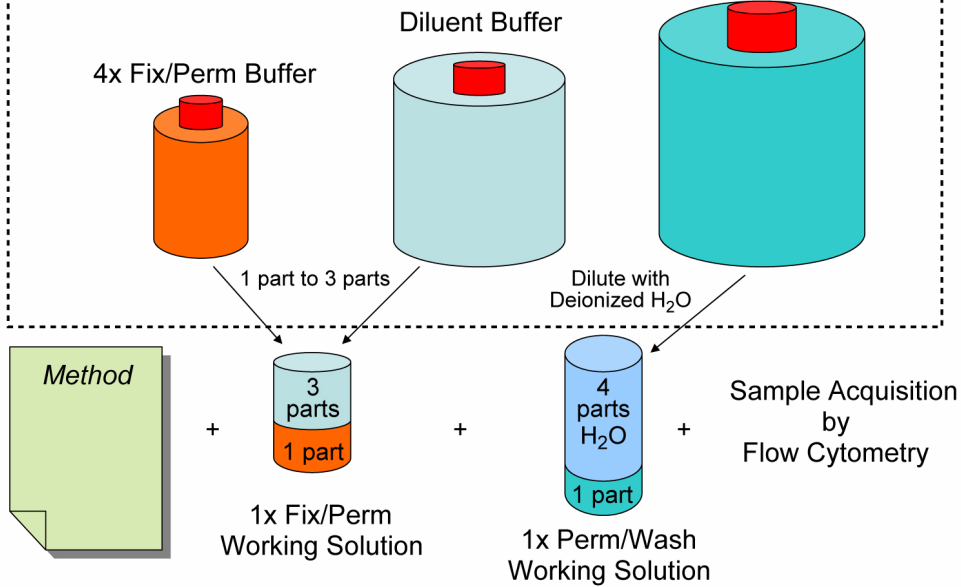 Diluent Buffer
4x Fix/Perm Buffer
1 part to 3 parts
Dilute with
Deionized H₂O
Method
+
3
parts
1 part
1x Fix/Perm
Working Solution
+
4
parts
H₂O
1 part
1x Perm/Wash
Working Solution
+
Sample Acquisition
by
Flow Cytometry